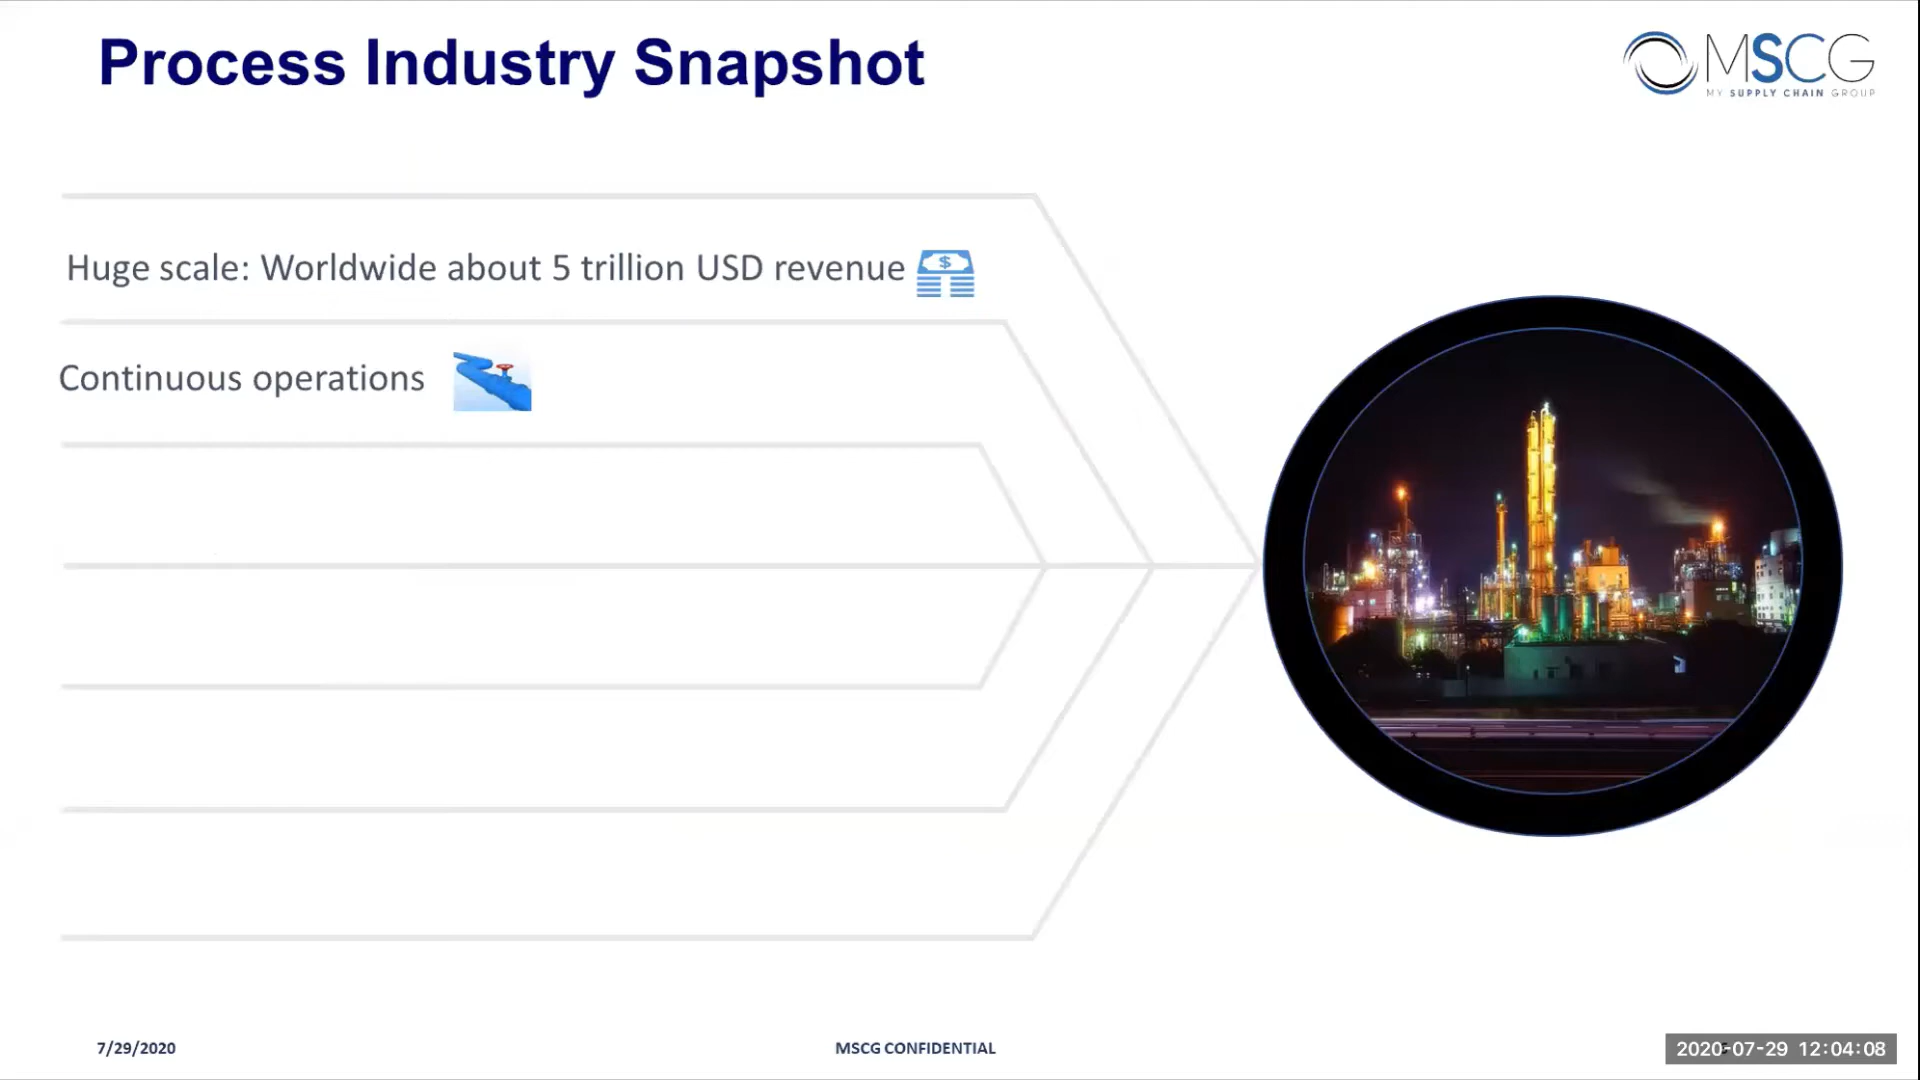 Process Industry Snapshot
MSCG
MY SUPPLY CHAIN GROUP
Huge scale: Worldwide about 5 trillion USD revenue
$
Continuous operations
7/29/2020
MSCG CONFIDENTIAL
2020-07-29 12:04:08